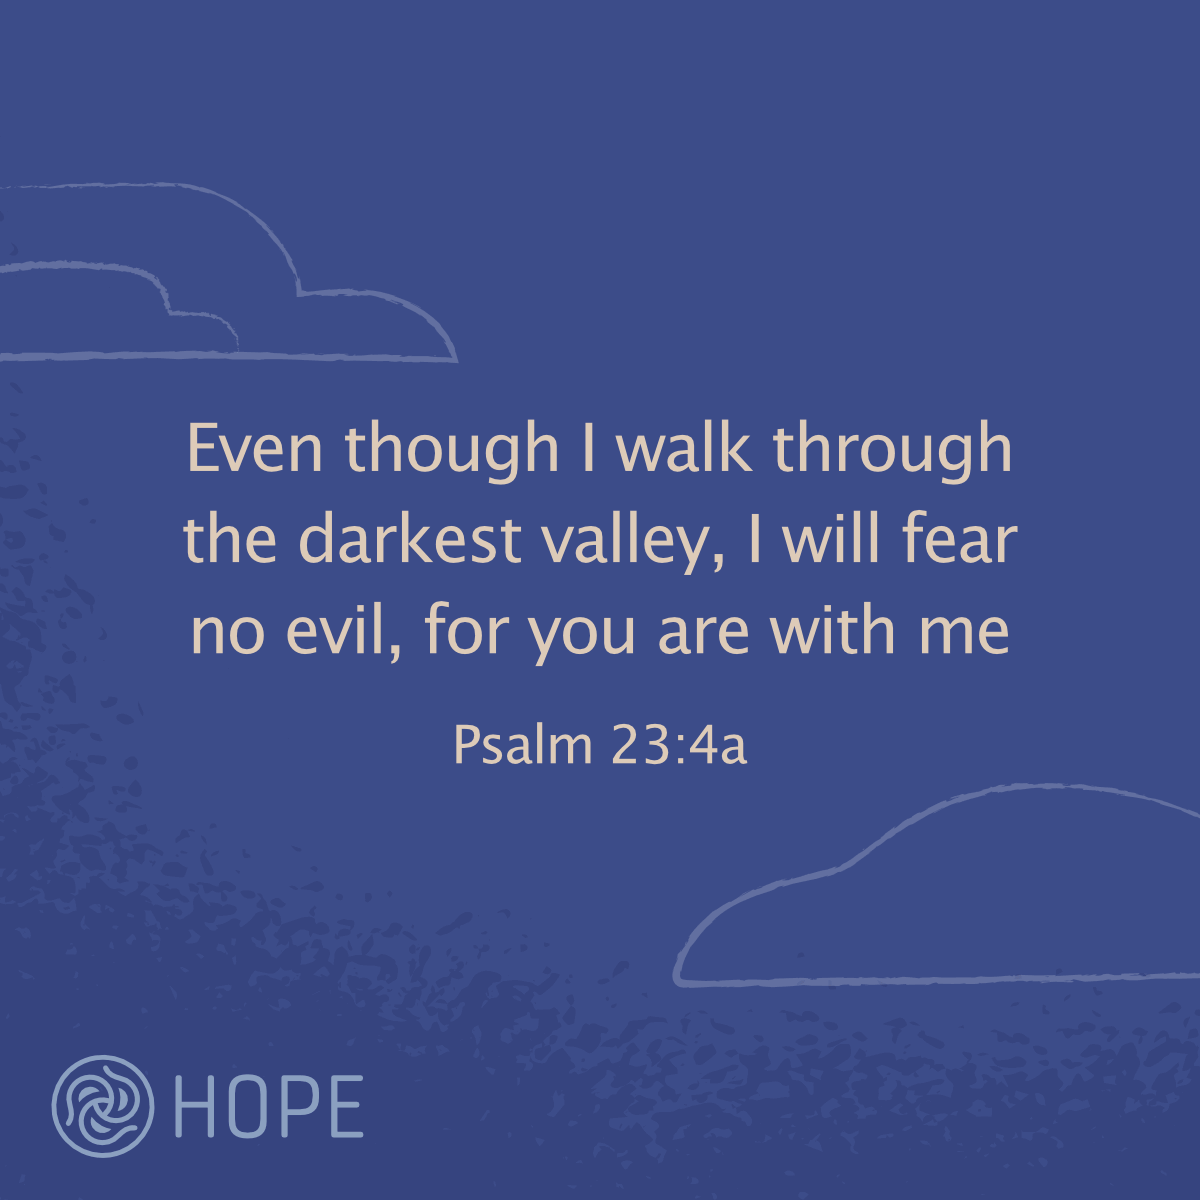 Even though I walk through
the darkest valley, I will fear
no evil, for you are with me
Psalm 23:4a
HOPE